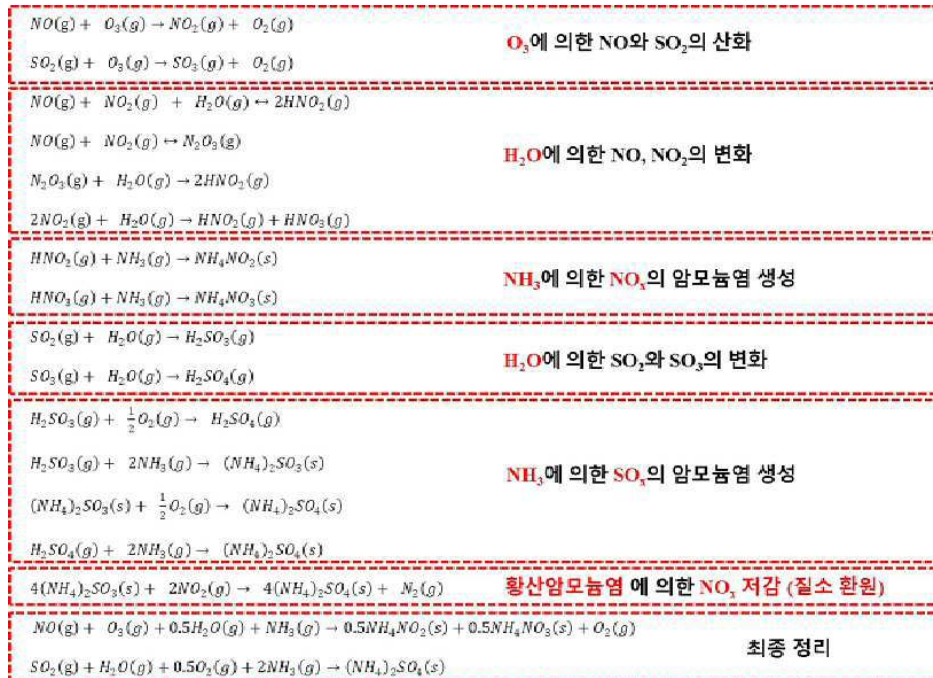 NO(g) + O₃(g) → NO₂(g) + O₂(g)
SO₂(g) + O₃(g) → SO₃(g) + O₂(g)
O₃에 의한 NO와 SO₂의 산화
NO(g) + NO₂(g) + H₂O(g) ↔ 2HNO₂(g)
NO(g) + NO₂(g) ↔ N₂O₃(g)
N₂O₃(g) + H₂O(g) → 2HNO₂(g)
2NO₂(g) + H₂O(g) → HNO₂(g) + HNO₃(g)
H₂O에 의한 NO, NO₂의 변화
HNO₂(g) + NH₃(g) → NH₄NO₂(s)
HNO₃(g) + NH₃(g) → NH₄NO₃(s)
NH₃에 의한 NOₓ의 암모늄염 생성
SO₂(g) + H₂O(g) → H₂SO₃(g)
SO₃(g) + H₂O(g) → H₂SO₄(g)
H₂O에 의한 SO₂와 SO₃의 변화
H₂SO₃(g) + ½O₂(g) → H₂SO₄(g)
H₂SO₃(g) + 2NH₃(g) → (NH₄)₂SO₃(s)
(NH₄)₂SO₃(s) + ½O₂(g) → (NH₄)₂SO₄(s)
H₂SO₄(g) + 2NH₃(g) → (NH₄)₂SO₄(s)
NH₃에 의한 SOₓ의 암모늄염 생성
4(NH₄)₂SO₃(s) + 2NO₂(g) → 4(NH₄)₂SO₄(s) + N₂(g)
황산암모늄염 에 의한 NOₓ 저감 (질소 환원)
NO(g) + O₃(g) + 0.5H₂O(g) + NH₃(g) → 0.5NH₄NO₂(s) + 0.5NH₄NO₃(s) + O₂(g)
SO₂(g) + H₂O(g) + 0.5O₂(g) + 2NH₃(g) → (NH₄)₂SO₄(s)
최종 정리